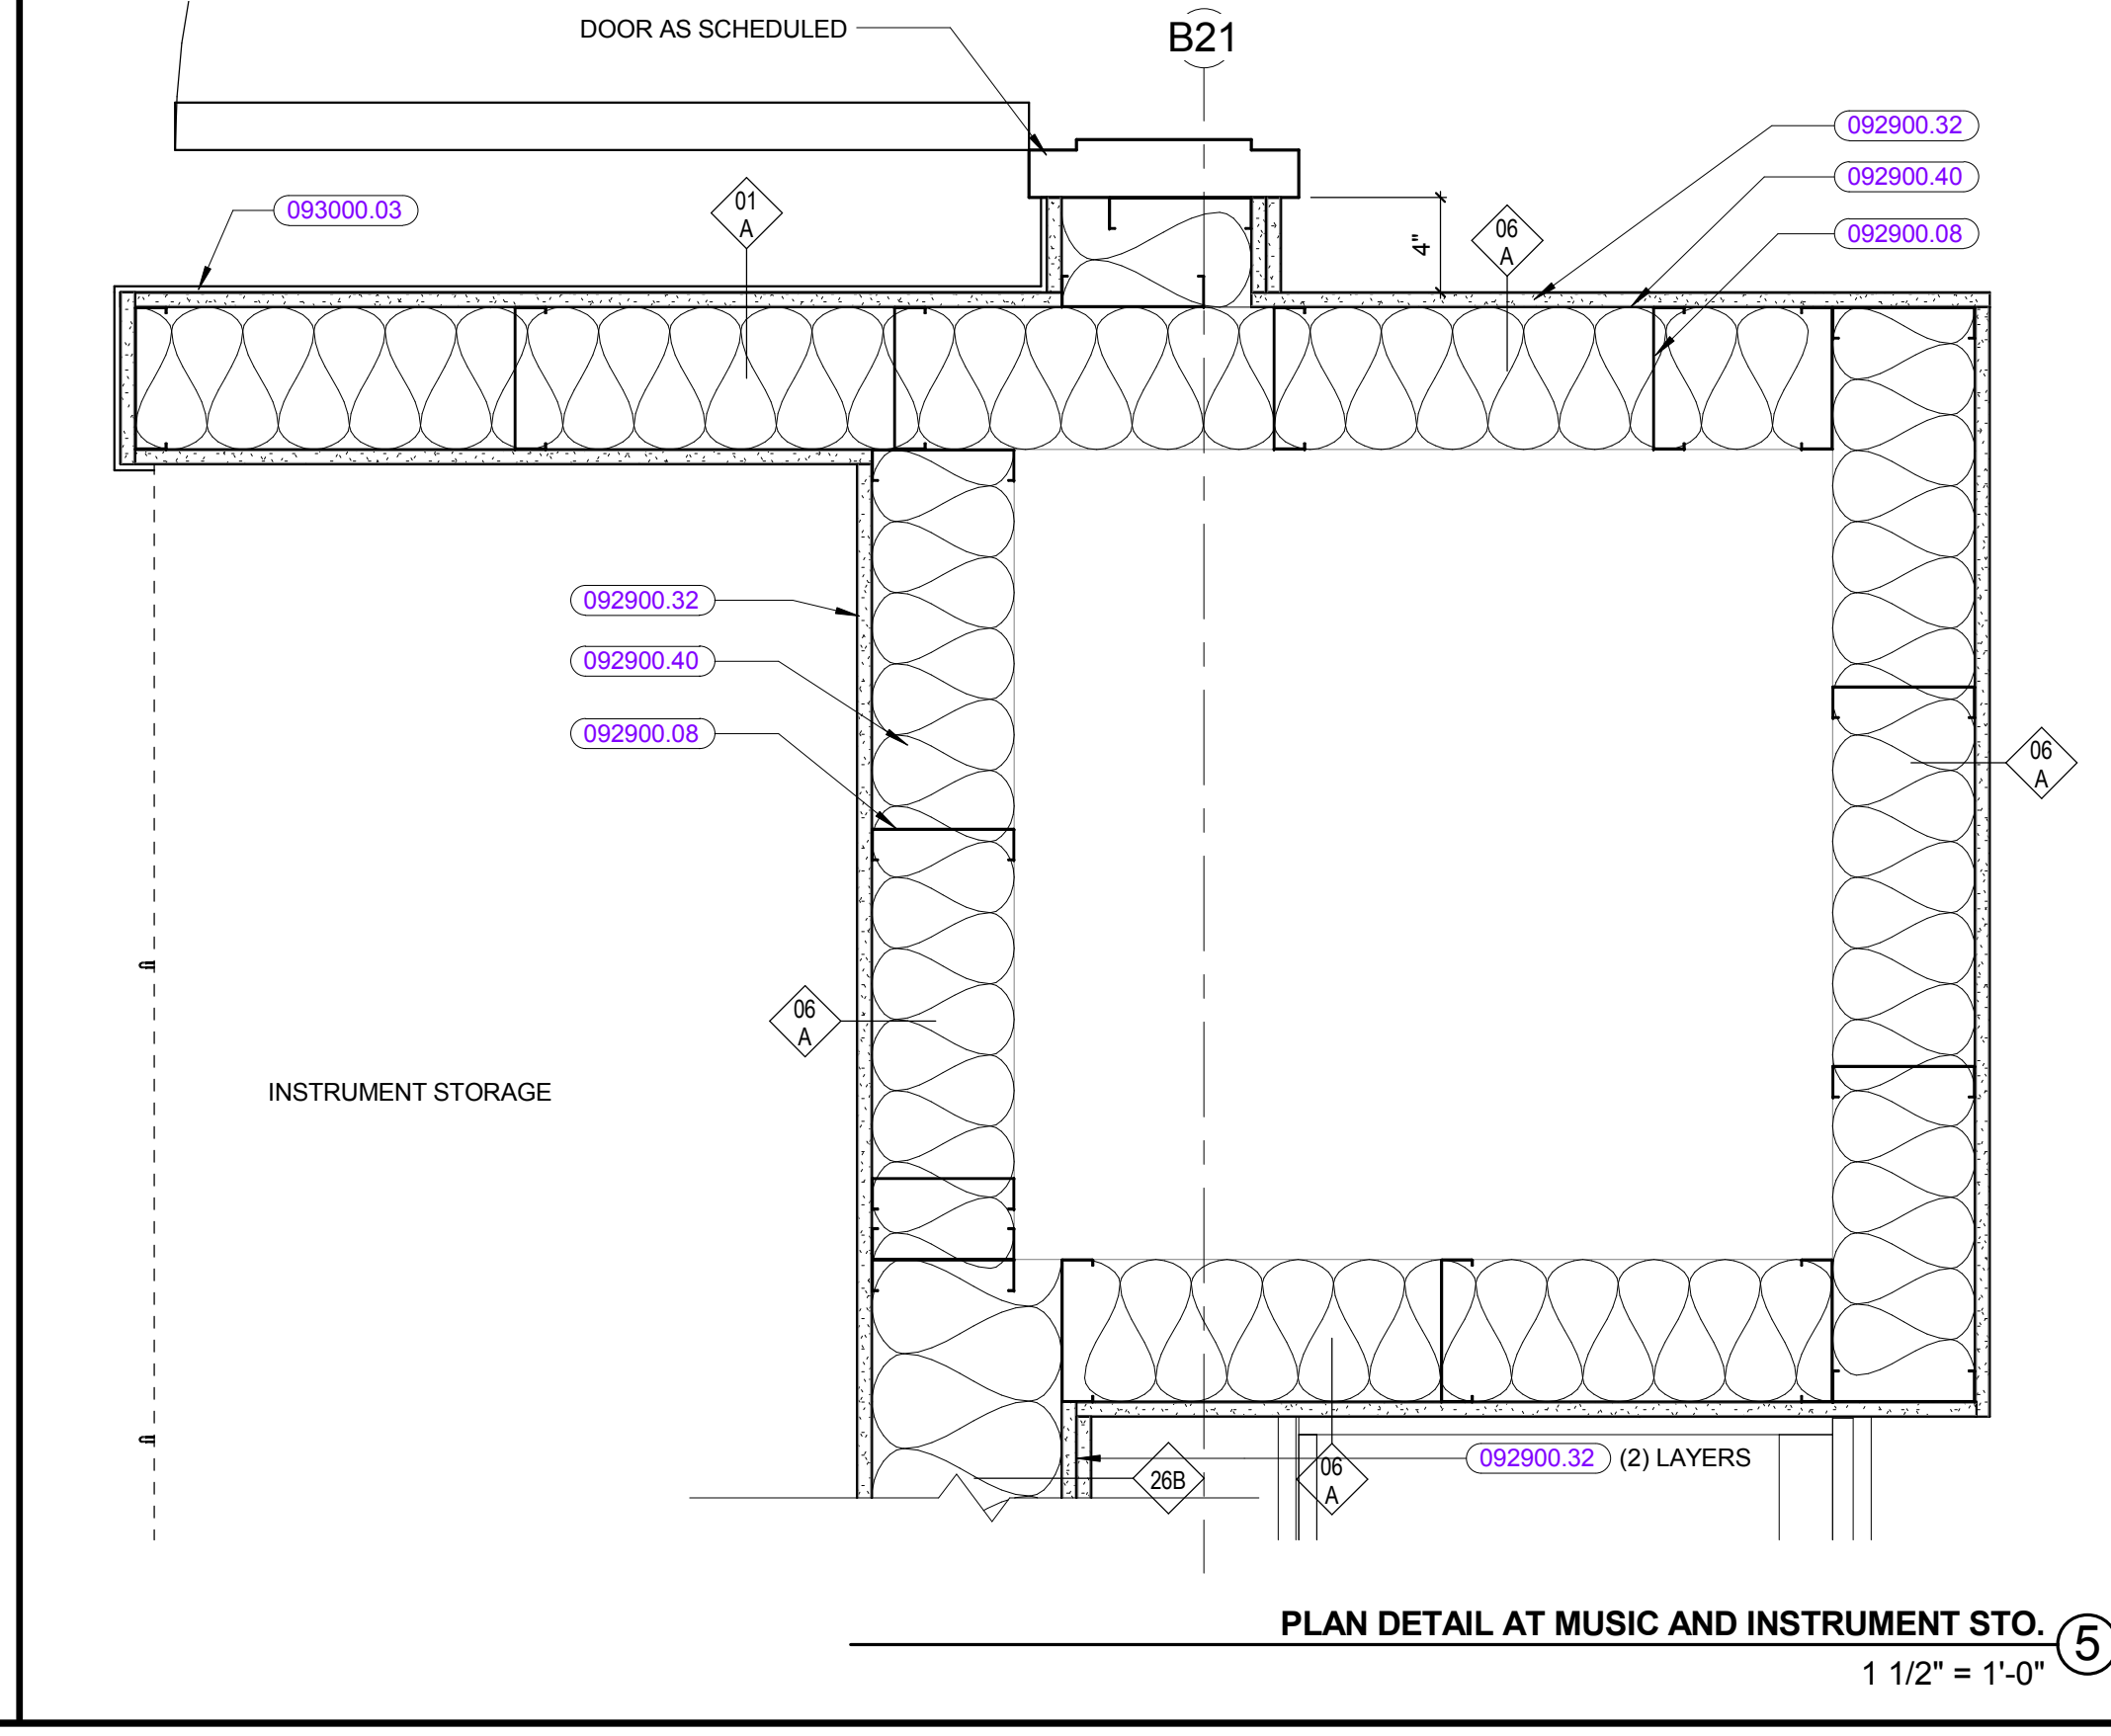 DOOR AS SCHEDULED
B21
092900.32
092900.40
092900.08
093000.03
01
A
06
A
4"
092900.32
092900.40
092900.08
06
A
06
A
INSTRUMENT STORAGE
092900.32 (2) LAYERS
26B
06
A
PLAN DETAIL AT MUSIC AND INSTRUMENT STO.
5
1 1/2" = 1'-0"